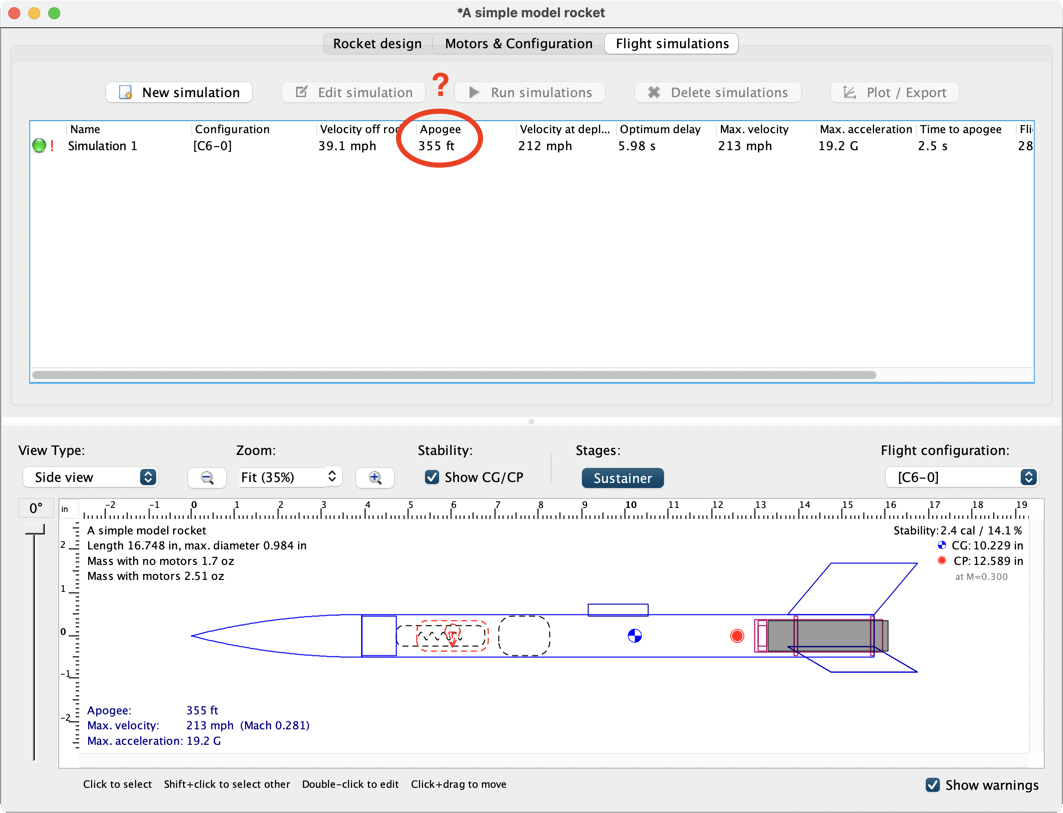 *A simple model rocket
Rocket design Motors & Configuration Flight simulations
?
New simulation Edit simulation Run simulations Delete simulations Plot / Export
Name Configuration Velocity off rod Apogee Velocity at depl... Optimum delay Max. velocity Max. acceleration Time to apogee Fli
! Simulation 1 [C6-0] 39.1 mph 355 ft 212 mph 5.98 s 213 mph 19.2 G 2.5 s 28
View Type: Zoom: Stability: Stages: Flight configuration:
Side view Fit (35%) Show CG/CP Sustainer [C6-0]
0° in -2 -1 0 1 2 3 4 5 6 7 8 9 10 11 12 13 14 15 16 17 18 19
2
1
0
-1
-2
A simple model rocket
Length 16.748 in, max. diameter 0.984 in
Mass with no motors 1.7 oz
Mass with motors 2.51 oz
Stability: 2.4 cal / 14.1 %
CG: 10.229 in
CP: 12.589 in
at M=0.300
Apogee: 355 ft
Max. velocity: 213 mph (Mach 0.281)
Max. acceleration: 19.2 G
Click to select Shift+click to select other Double-click to edit Click+drag to move
Show warnings